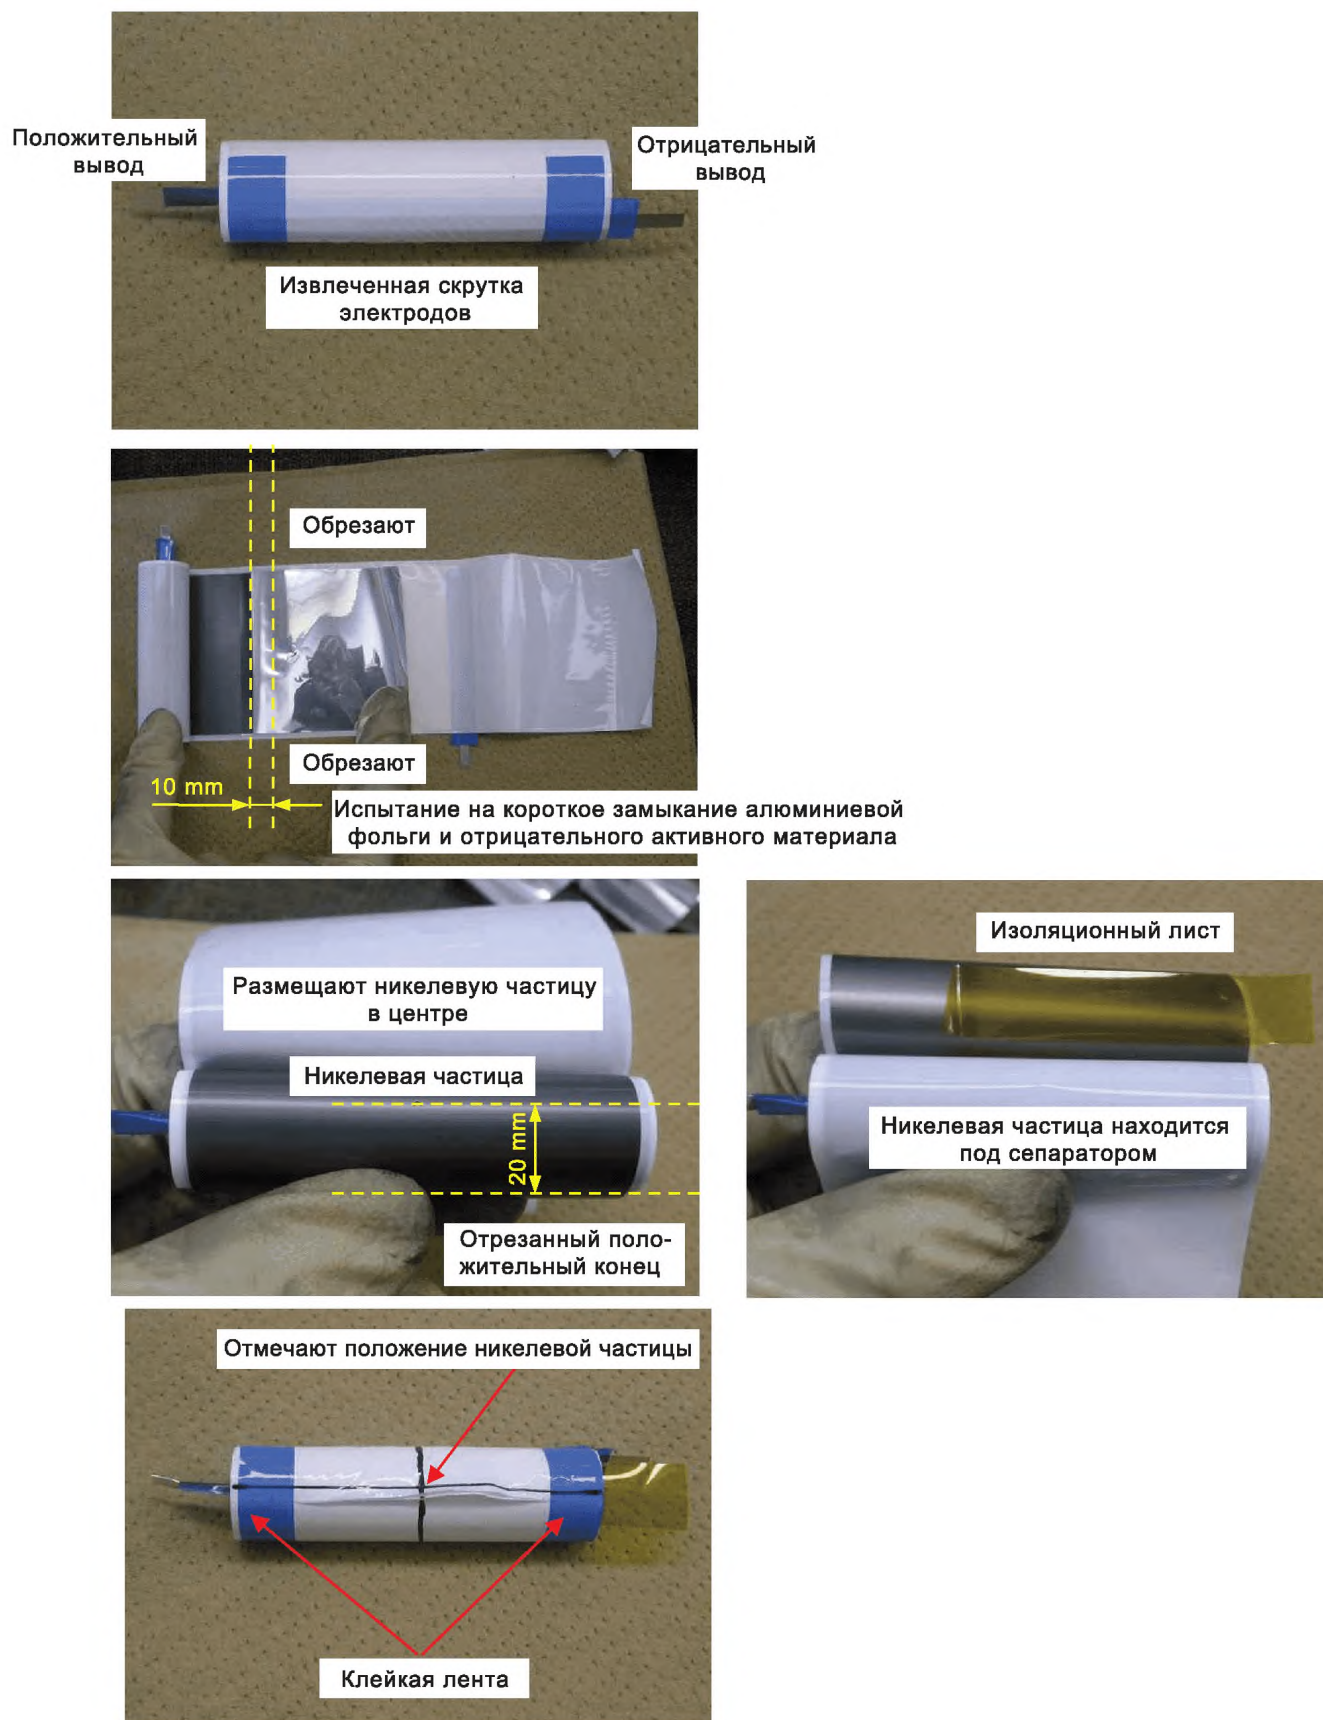 Положительный
вывод
Отрицательный
вывод
Извлеченная скрутка
электродов
Обрезают
Обрезают
10 mm
Испытание на короткое замыкание алюминиевой
фольги и отрицательного активного материала
Размещают никелевую частицу
в центре
Никелевая частица
20 mm
Отрезанный поло-
жительный конец
Изоляционный лист
Никелевая частица находится
под сепаратором
Отмечают положение никелевой частицы
Клейкая лента